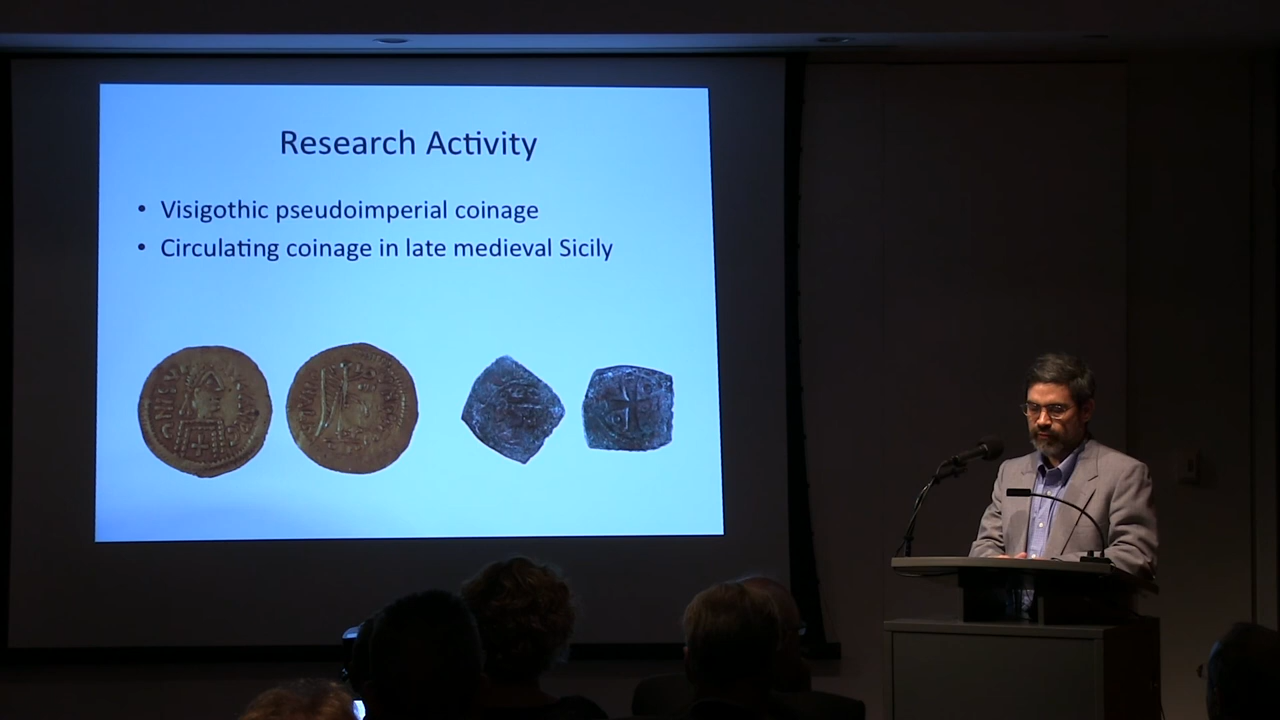 Research Activity
• Visigothic pseudoimperial coinage
• Circulating coinage in late medieval Sicily